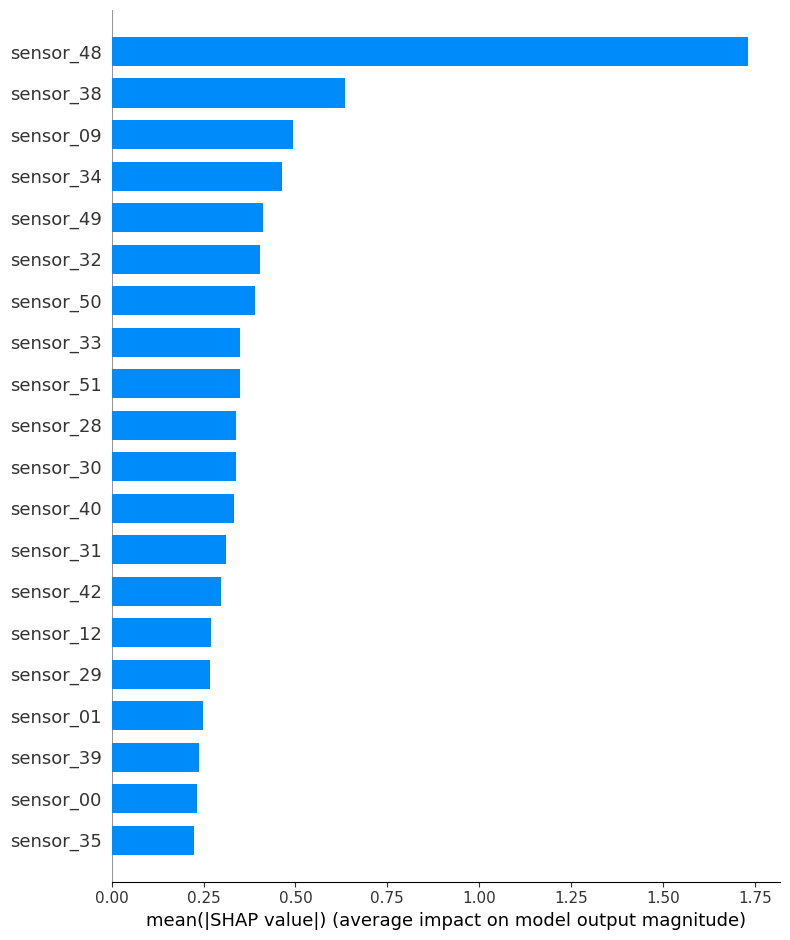 sensor_48
sensor_38
sensor_09
sensor_34
sensor_49
sensor_32
sensor_50
sensor_33
sensor_51
sensor_28
sensor_30
sensor_40
sensor_31
sensor_42
sensor_12
sensor_29
sensor_01
sensor_39
sensor_00
sensor_35
0.00 0.25 0.50 0.75 1.00 1.25 1.50 1.75
mean(|SHAP value|) (average impact on model output magnitude)